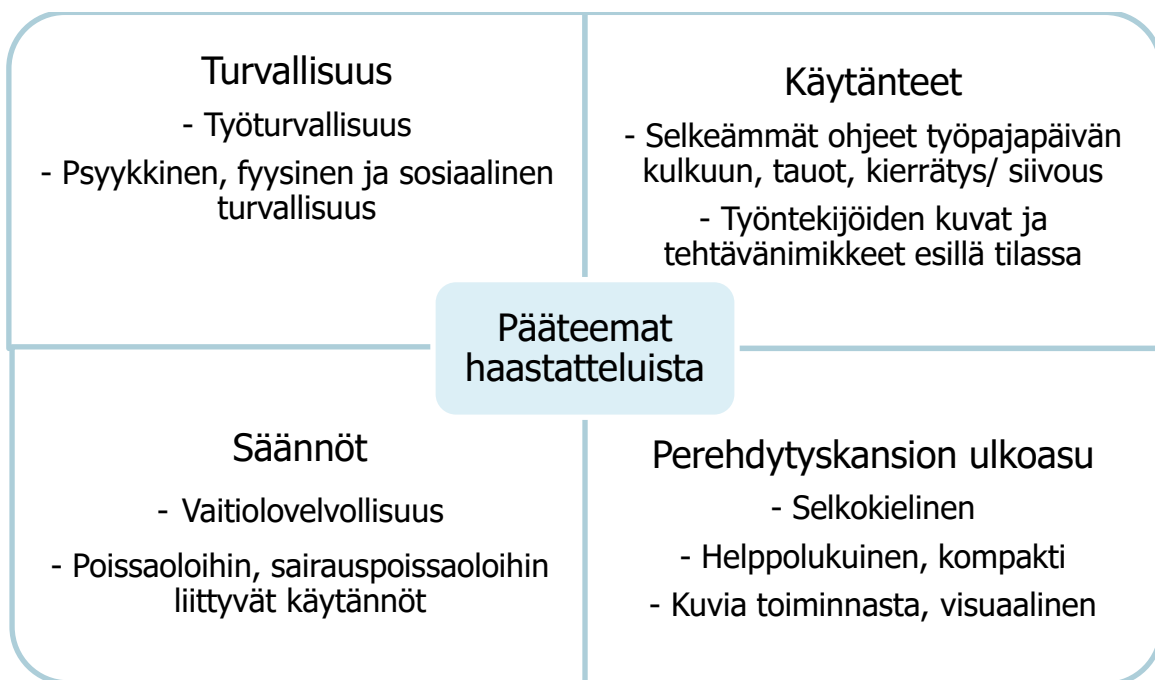 Turvallisuus
- Työturvallisuus
- Psyykkinen, fyysinen ja sosiaalinen
turvallisuus
Käytänteet
- Selkeämmät ohjeet työpajapäivän
kulkuun, tauot, kierrätys/ siivous
- Työntekijöiden kuvat ja
tehtävänimikkeet esillä tilassa
Pääteemat
haastatteluista
Säännöt
- Vaitiolovelvollisuus
- Poissaoloihin, sairauspoissaoloihin
liittyvät käytännöt
Perehdytyskansion ulkoasu
- Selkokielinen
- Helppolukuinen, kompakti
- Kuvia toiminnasta, visuaalinen